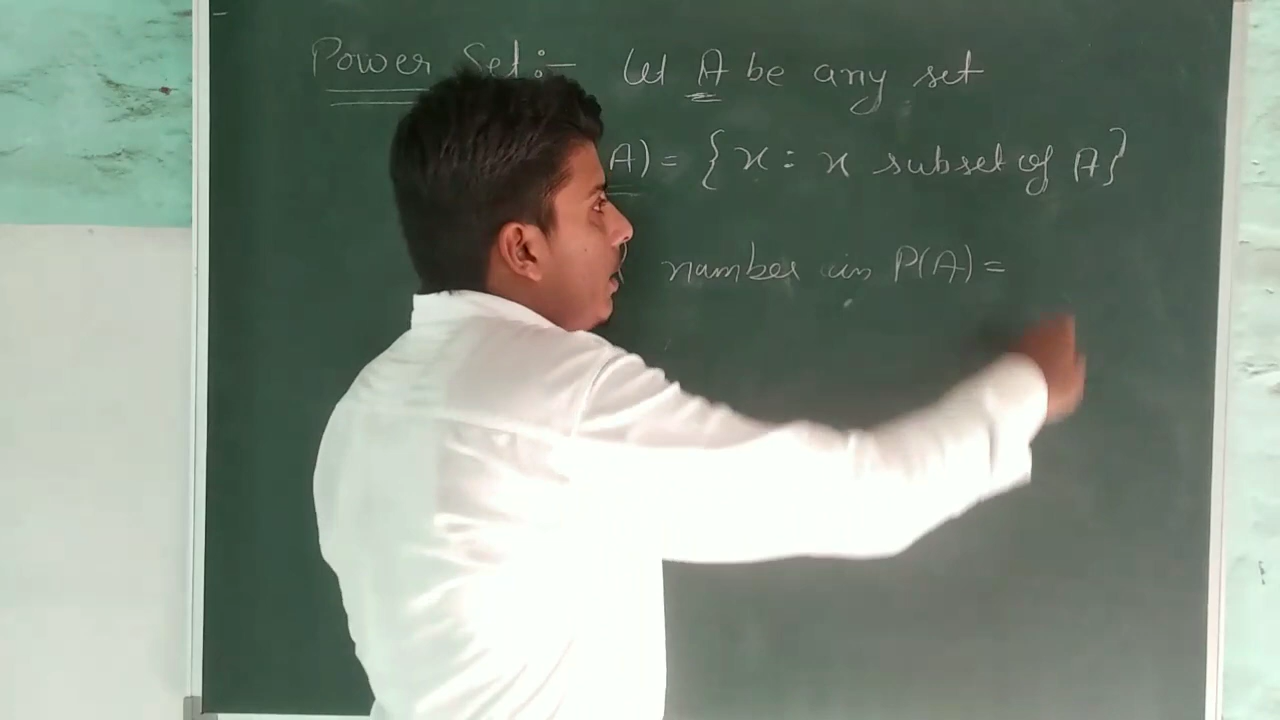 Power Set :- Let A be any set
A) = { x : x subset of A}
number in P(A) =